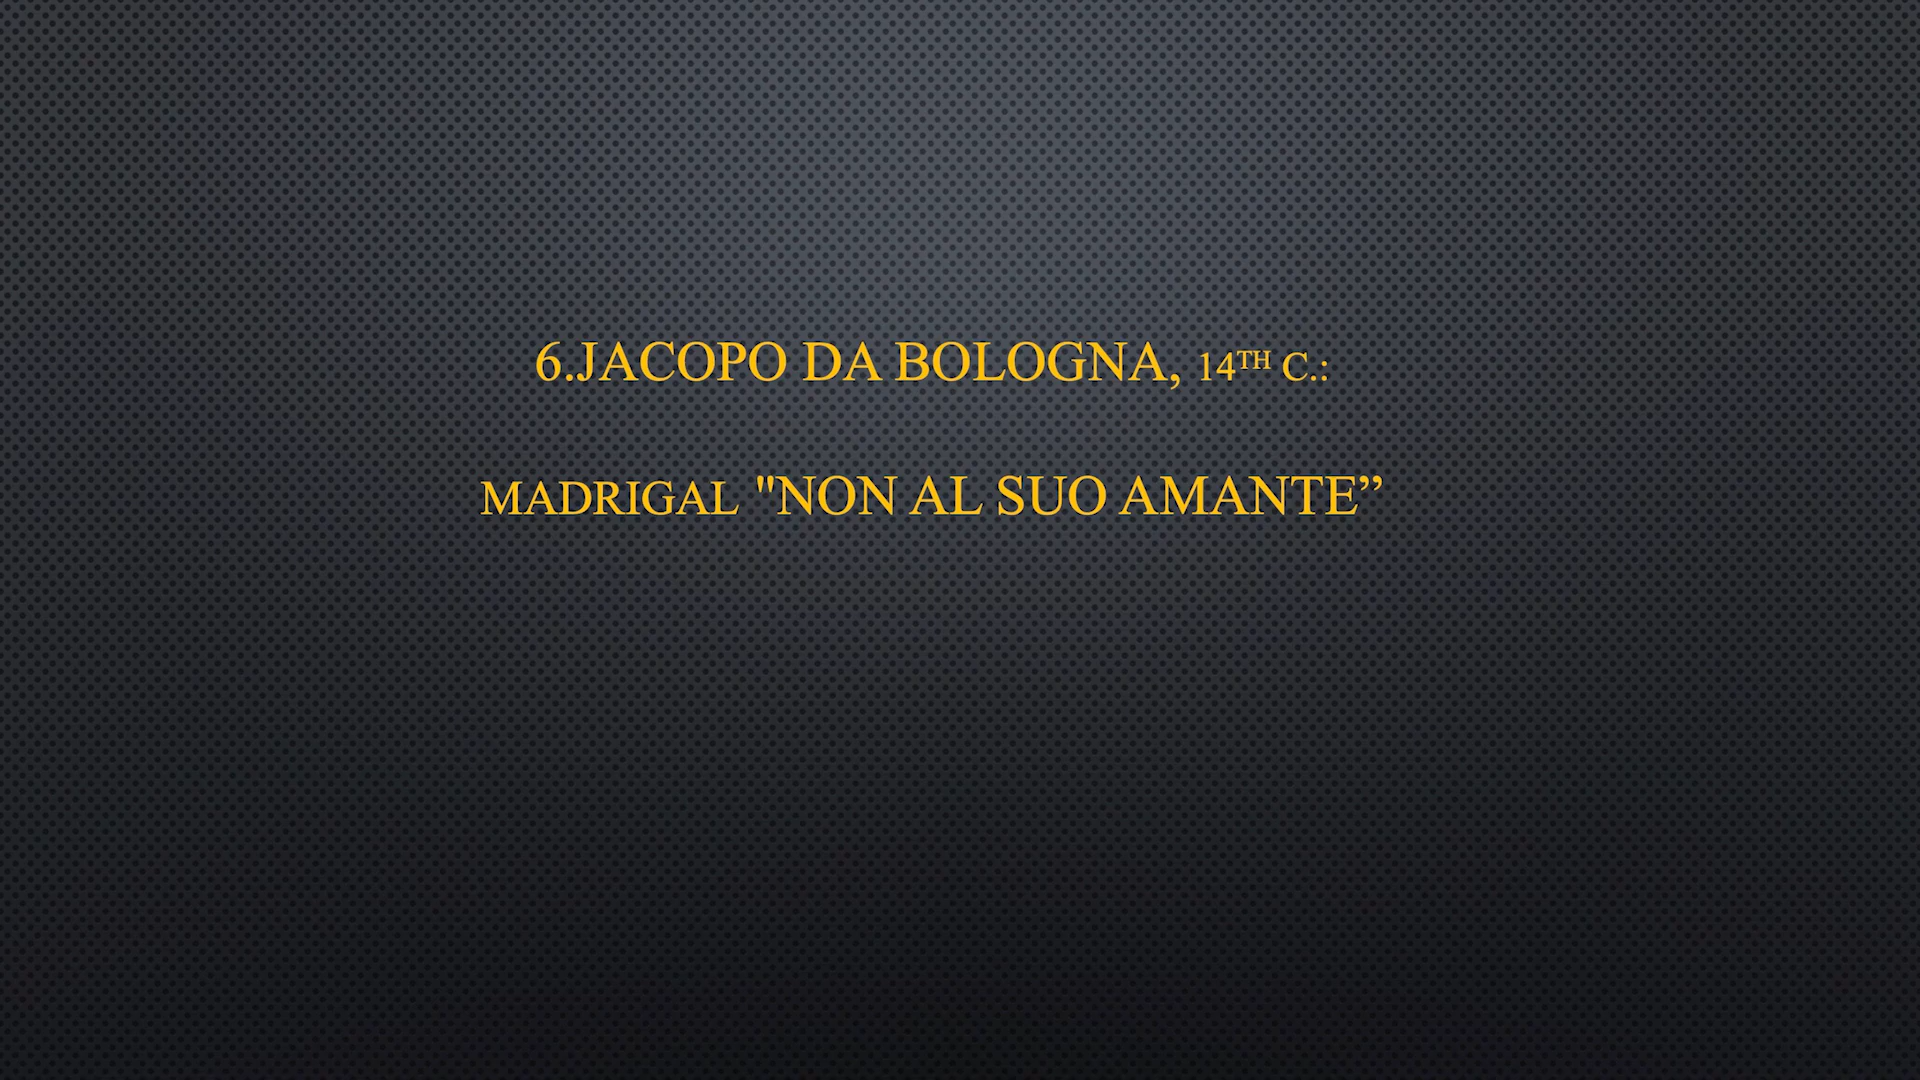 6.JACOPO DA BOLOGNA, 14TH C.:
MADRIGAL "NON AL SUO AMANTE”